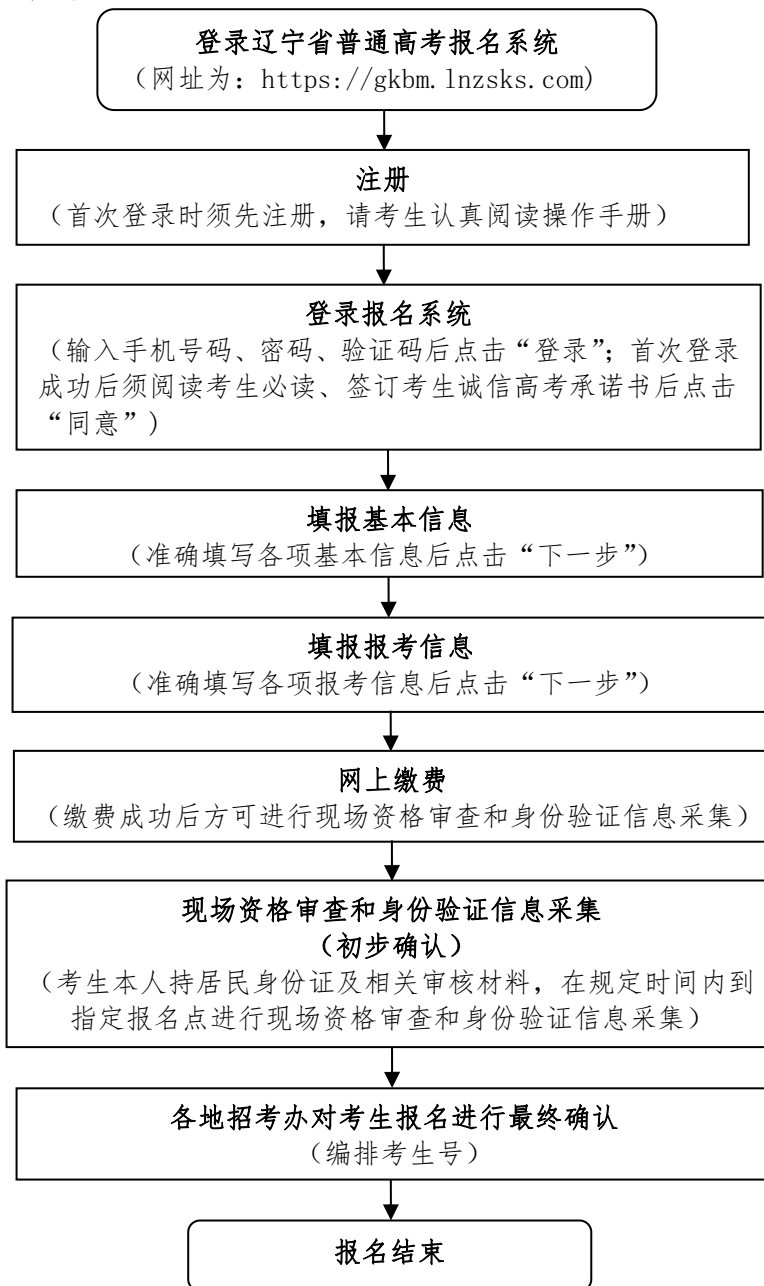 登录辽宁省普通高考报名系统
（网址为：https://gkbm.lnzsks.com)
注册
（首次登录时须先注册，请考生认真阅读操作手册）
登录报名系统
（输入手机号码、密码、验证码后点击“登录”；首次登录
成功后须阅读考生必读、签订考生诚信高考承诺书后点击
“同意”）
填报基本信息
（准确填写各项基本信息后点击“下一步”）
填报报考信息
（准确填写各项报考信息后点击“下一步”）
网上缴费
（缴费成功后方可进行现场资格审查和身份验证信息采集）
现场资格审查和身份验证信息采集
（初步确认）
（考生本人持居民身份证及相关审核材料，在规定时间内到
指定报名点进行现场资格审查和身份验证信息采集）
各地招考办对考生报名进行最终确认
（编排考生号）
报名结束